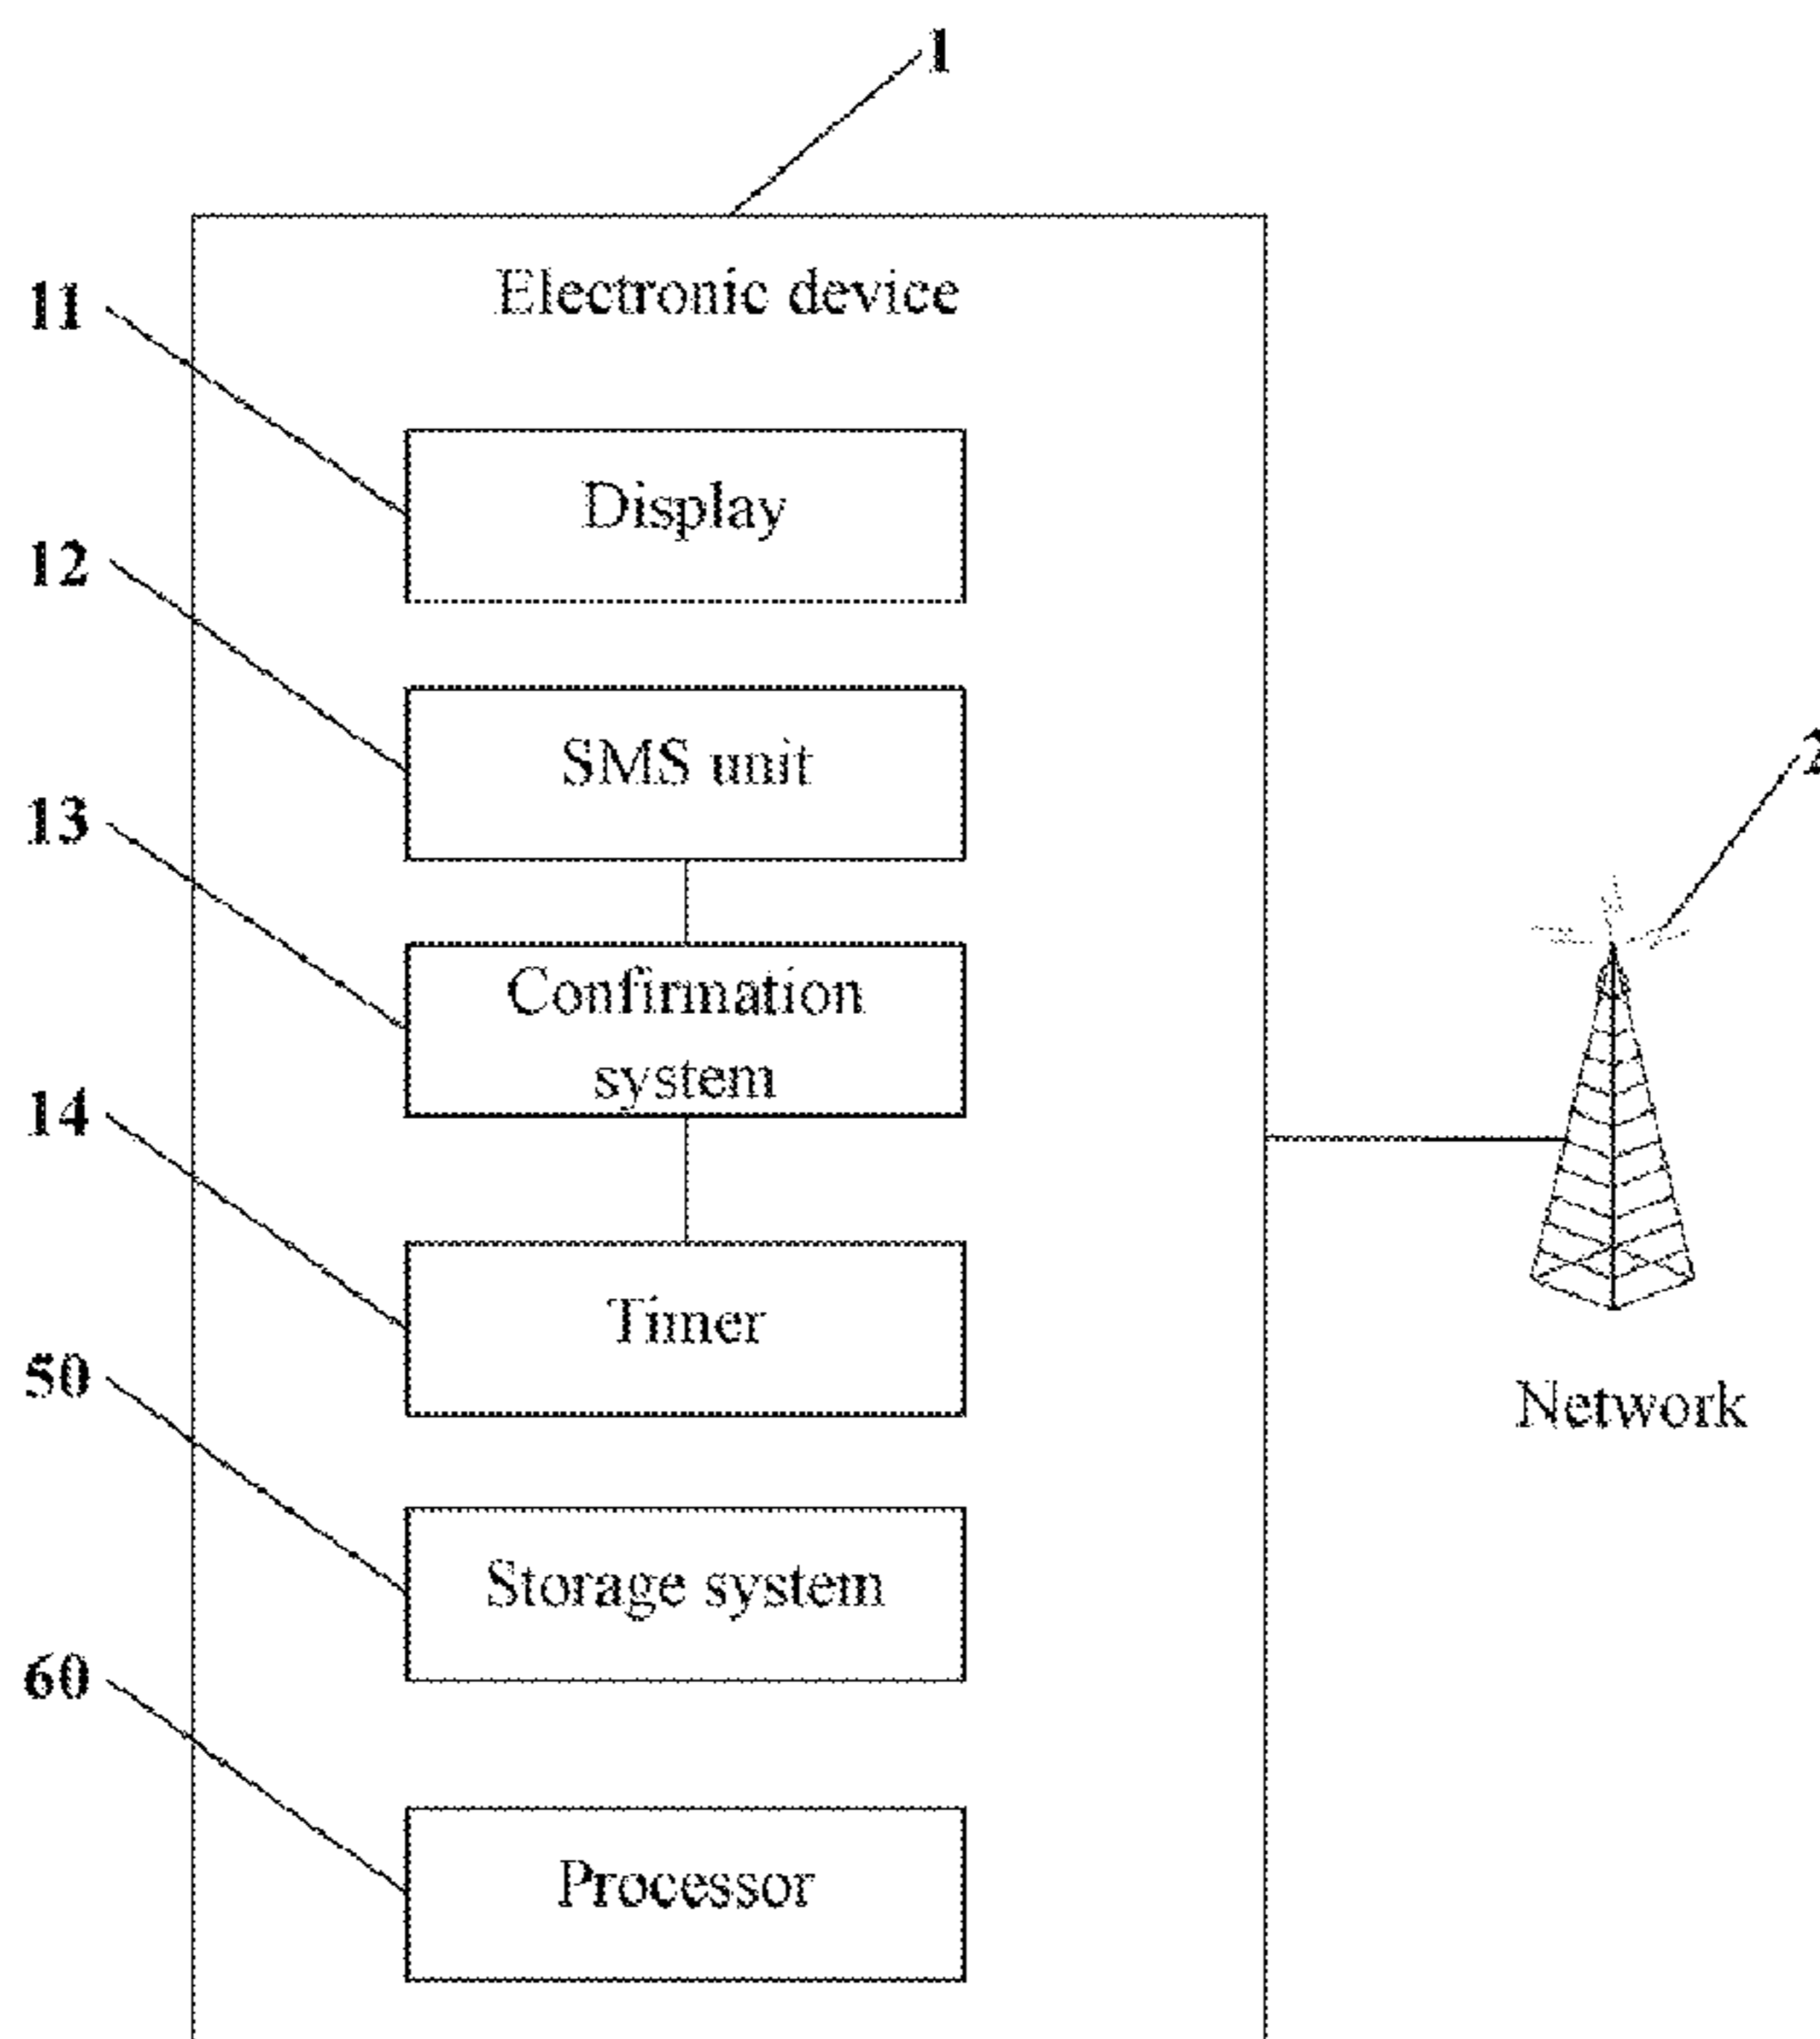 1
Electronic device
11
Display
12
SMS unit
2
13
Confirmation
system
14
Timer
50
Network
Storage system
60
Processor